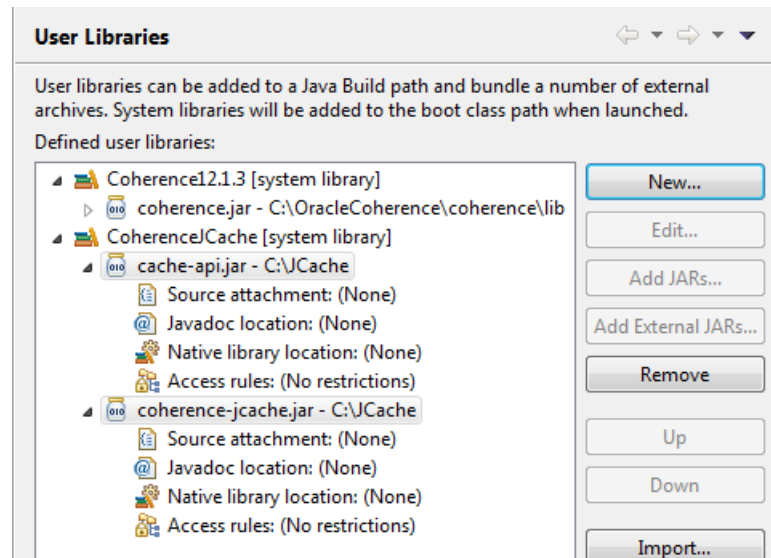 User Libraries
User libraries can be added to a Java Build path and bundle a number of external
archives. System libraries will be added to the boot class path when launched.
Defined user libraries:
Coherence12.1.3 [system library]
coherence.jar - C:\OracleCoherence\coherence\lib
CoherenceJCache [system library]
cache-api.jar - C:\JCache
Source attachment: (None)
Javadoc location: (None)
Native library location: (None)
Access rules: (No restrictions)
coherence-jcache.jar - C:\JCache
Source attachment: (None)
Javadoc location: (None)
Native library location: (None)
Access rules: (No restrictions)
New...
Edit...
Add JARs...
Add External JARs...
Remove
Up
Down
Import...